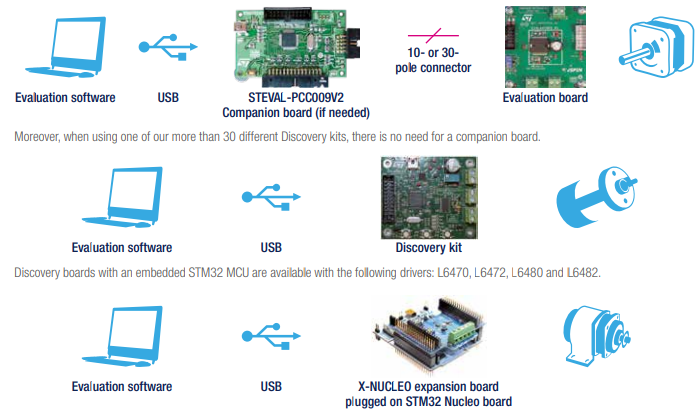 10- or 30-
pole connector
Evaluation software
USB
STEVAL-PCC009V2
Companion board (if needed)
Evaluation board
Moreover, when using one of our more than 30 different Discovery kits, there is no need for a companion board.
Evaluation software
USB
Discovery kit
Discovery boards with an embedded STM32 MCU are available with the following drivers: L6470, L6472, L6480 and L6482.
Evaluation software
USB
X-NUCLEO expansion board
plugged on STM32 Nucleo board